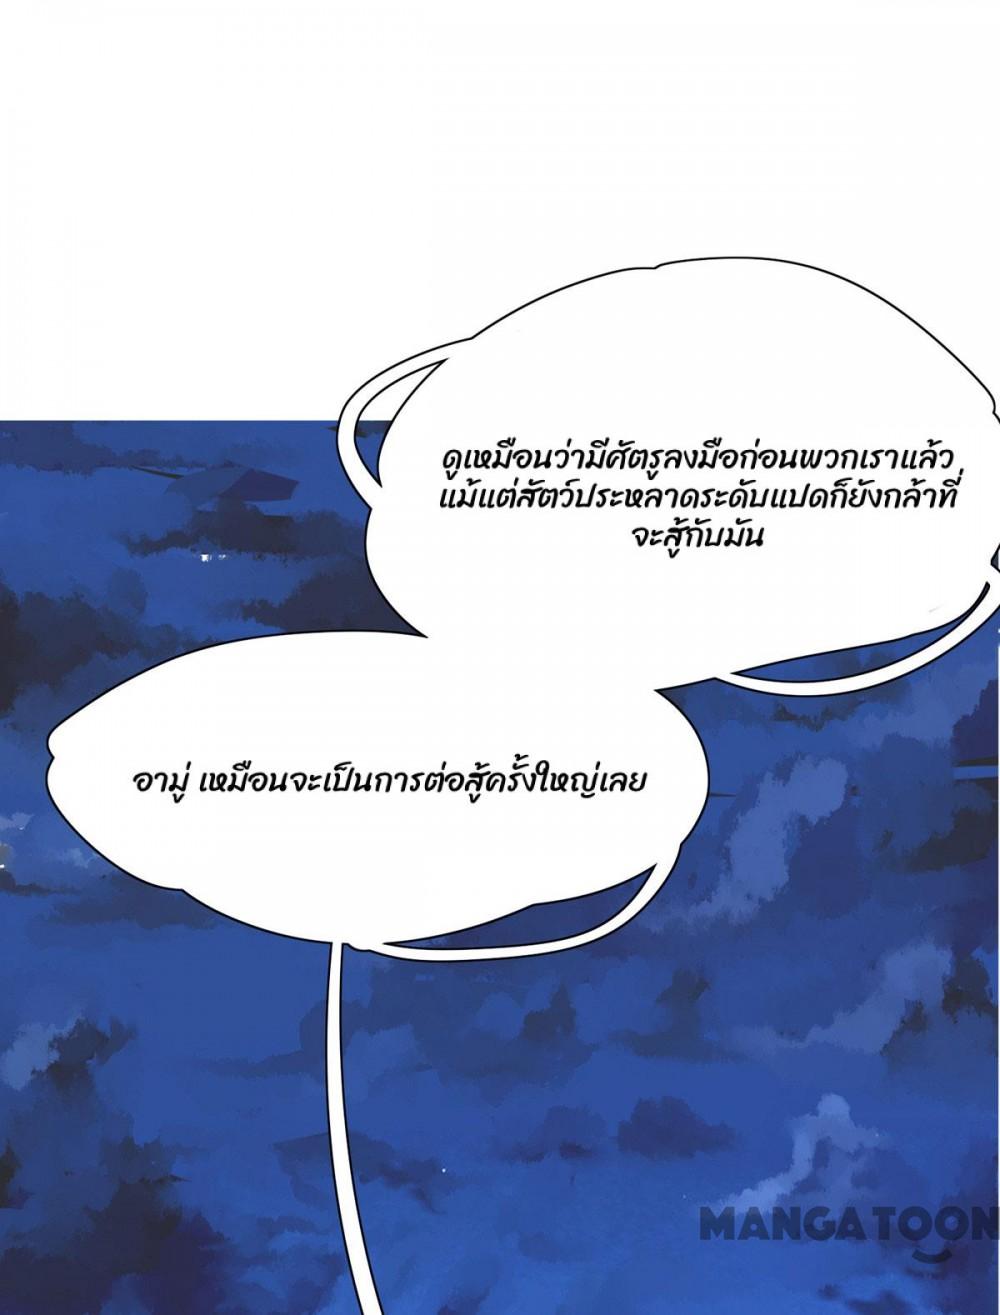 ดูเหมือนว่ามีศัตรูลงมือก่อนพวกเราแล้ว
แม้แต่สัตว์ประหลาดระดับแปดก็ยังกล้าที่
จะสู้กับมัน
อามู่ เหมือนจะเป็นการต่อสู้ครั้งใหญ่เลย
MANGATOON